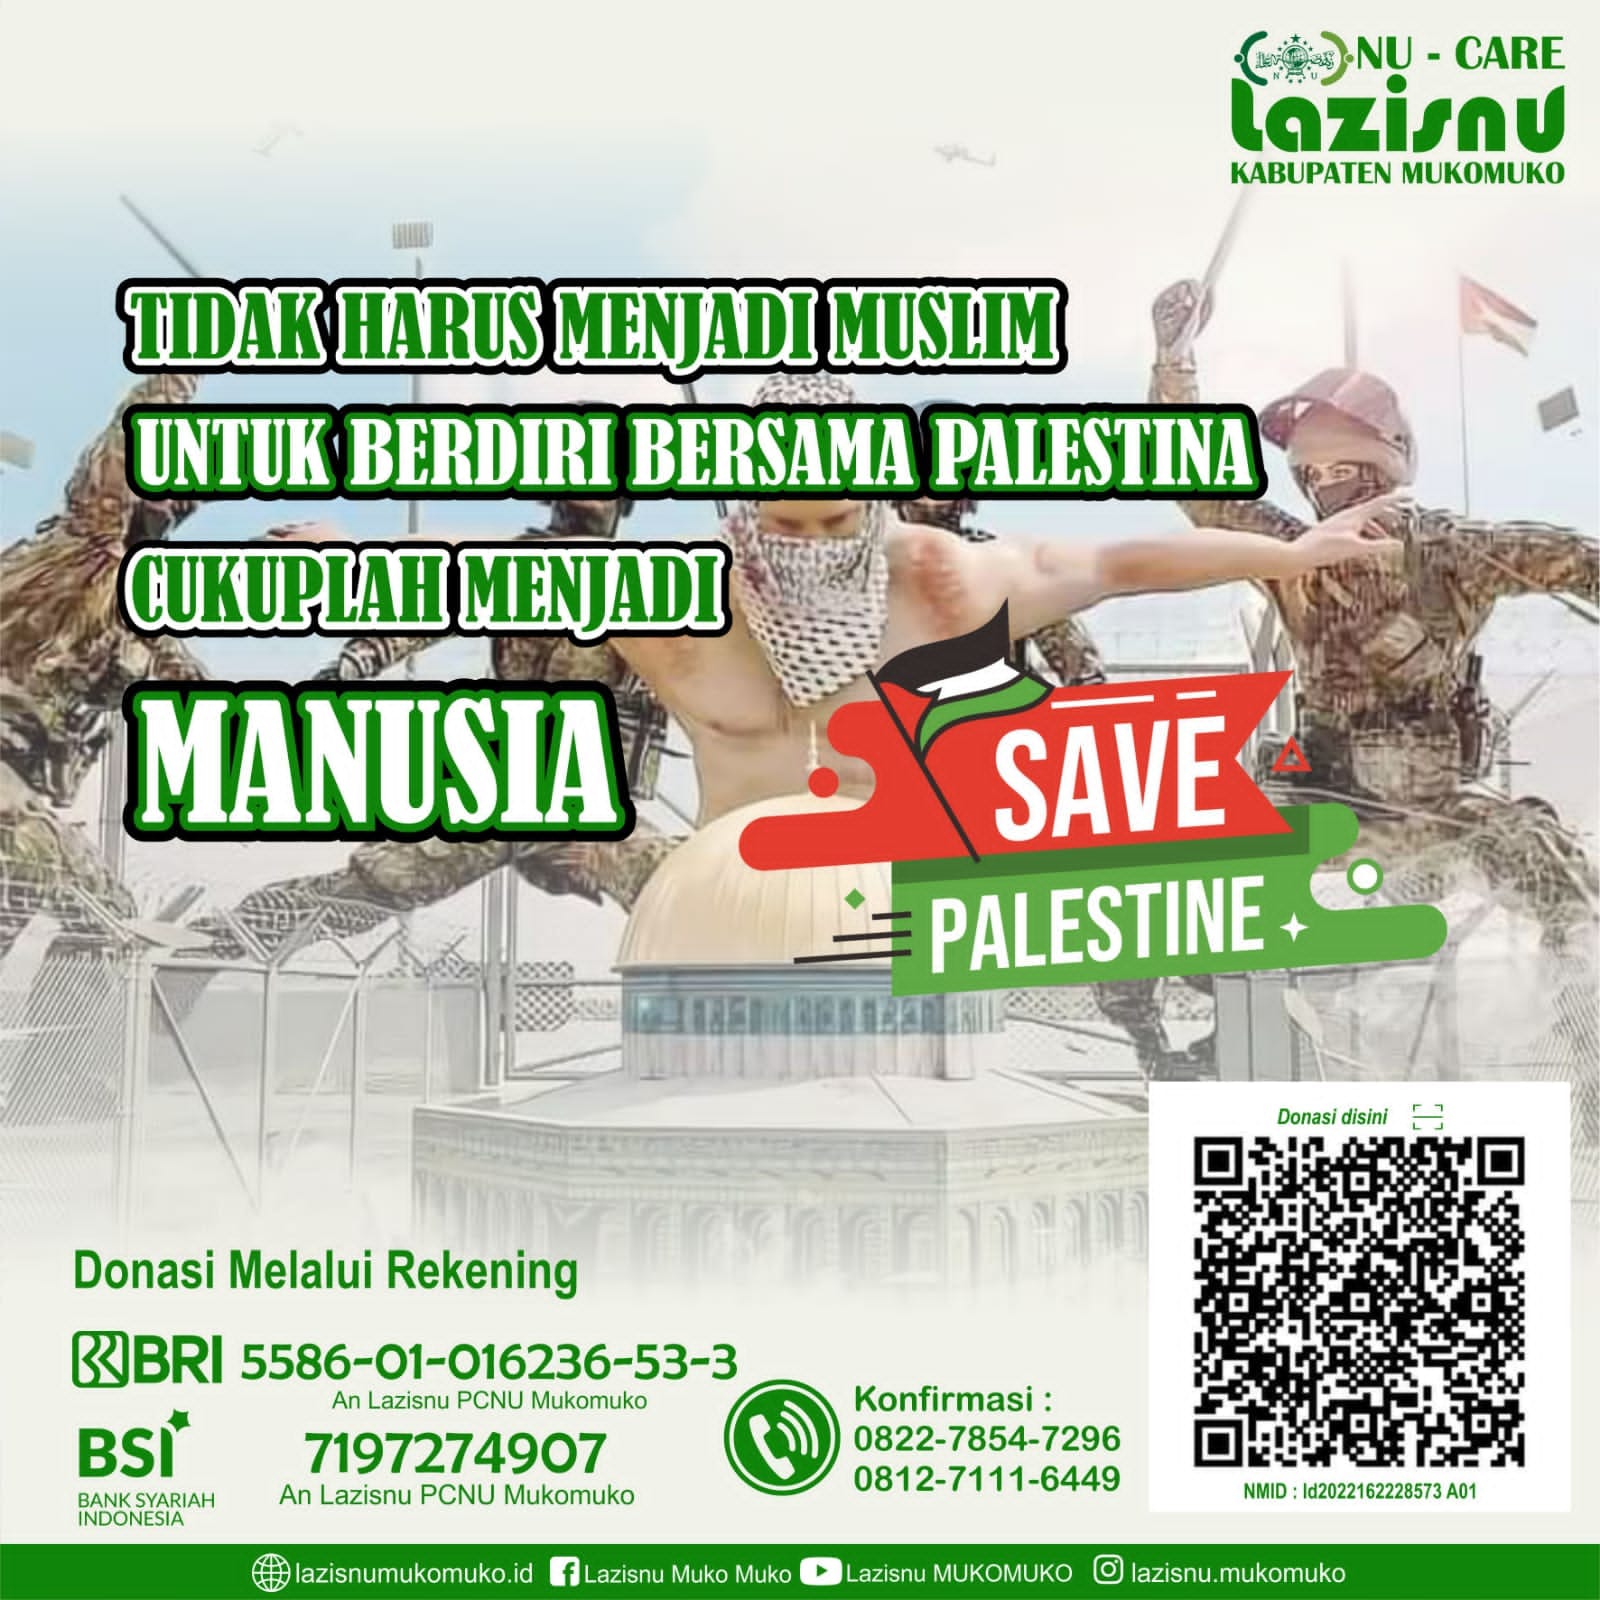 NU - CARE
Lazisnu
KABUPATEN MUKOMUKO
TIDAK HARUS MENJADI MUSLIM
UNTUK BERDIRI BERSAMA PALESTINA
CUKUPLAH MENJADI
MANUSIA
SAVE
PALESTINE
Donasi disini
NMID : Id2022162228573 A01
Donasi Melalui Rekening
BRI 5586-01-016236-53-3
An Lazisnu PCNU Mukomuko
BSI 7197274907
BANK SYARIAH
INDONESIA
An Lazisnu PCNU Mukomuko
Konfirmasi :
0822-7854-7296
0812-7111-6449
lazisnumukomuko.id Lazisnu Muko Muko Lazisnu MUKOMUKO lazisnu.mukomuko